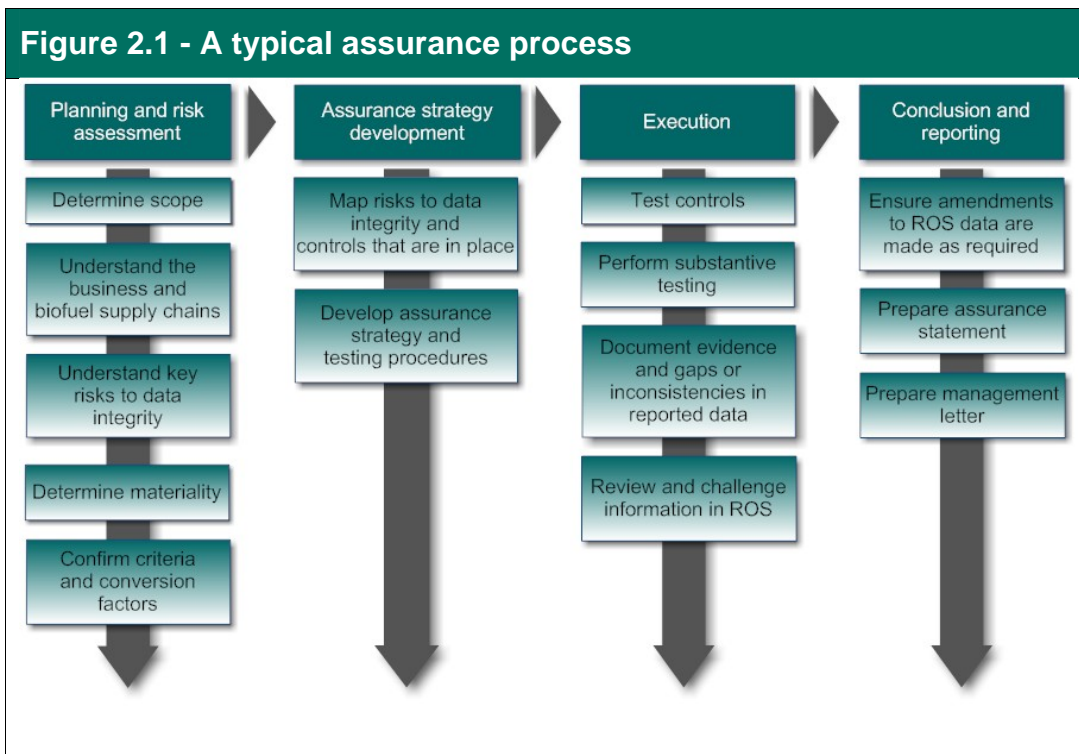 Figure 2.1 - A typical assurance process
Planning and risk
assessment
Determine scope
Understand the
business and
biofuel supply chains
Understand key
risks to data
integrity
Determine materiality
Confirm criteria
and conversion
factors
Assurance strategy
development
Map risks to data
integrity and
controls that are in place
Develop assurance
strategy and
testing procedures
Execution
Test controls
Perform substantive
testing
Document evidence
and gaps or
inconsistencies in
reported data
Review and challenge
information in ROS
Conclusion and
reporting
Ensure amendments
to ROS data are
made as required
Prepare assurance
statement
Prepare management
letter